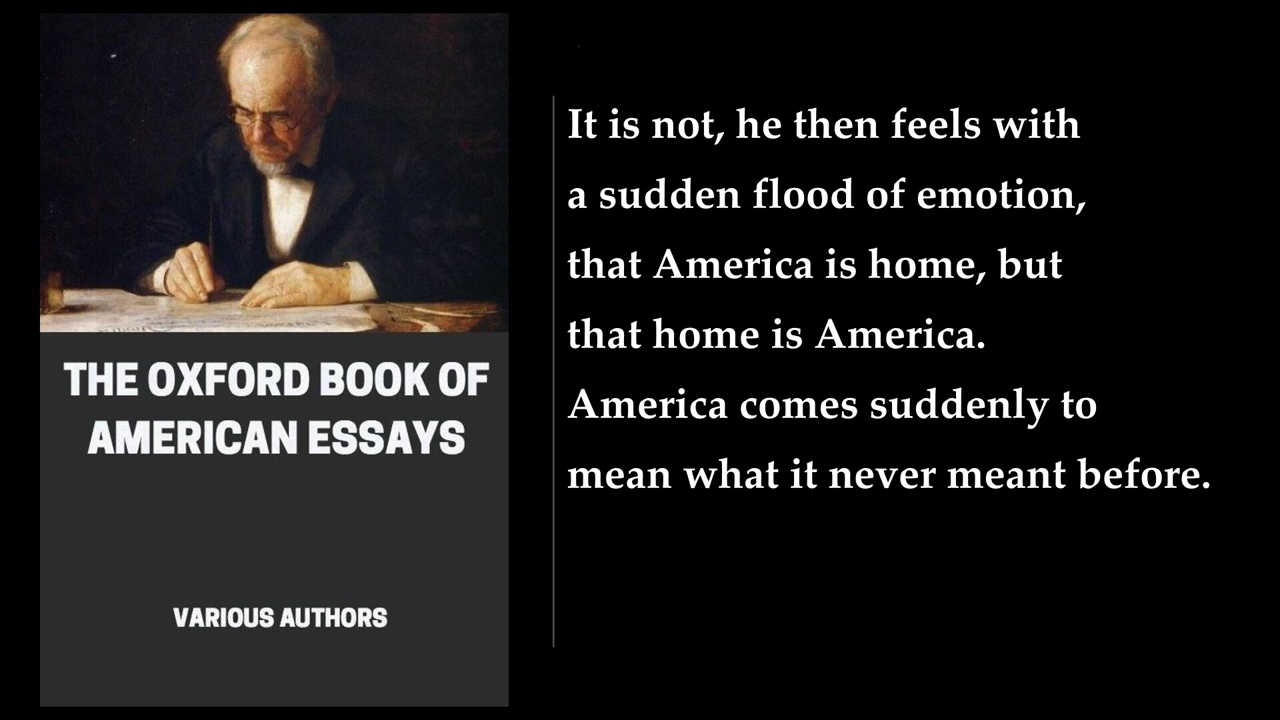 THE OXFORD BOOK OF
AMERICAN ESSAYS
VARIOUS AUTHORS
It is not, he then feels with
a sudden flood of emotion,
that America is home, but
that home is America.
America comes suddenly to
mean what it never meant before.